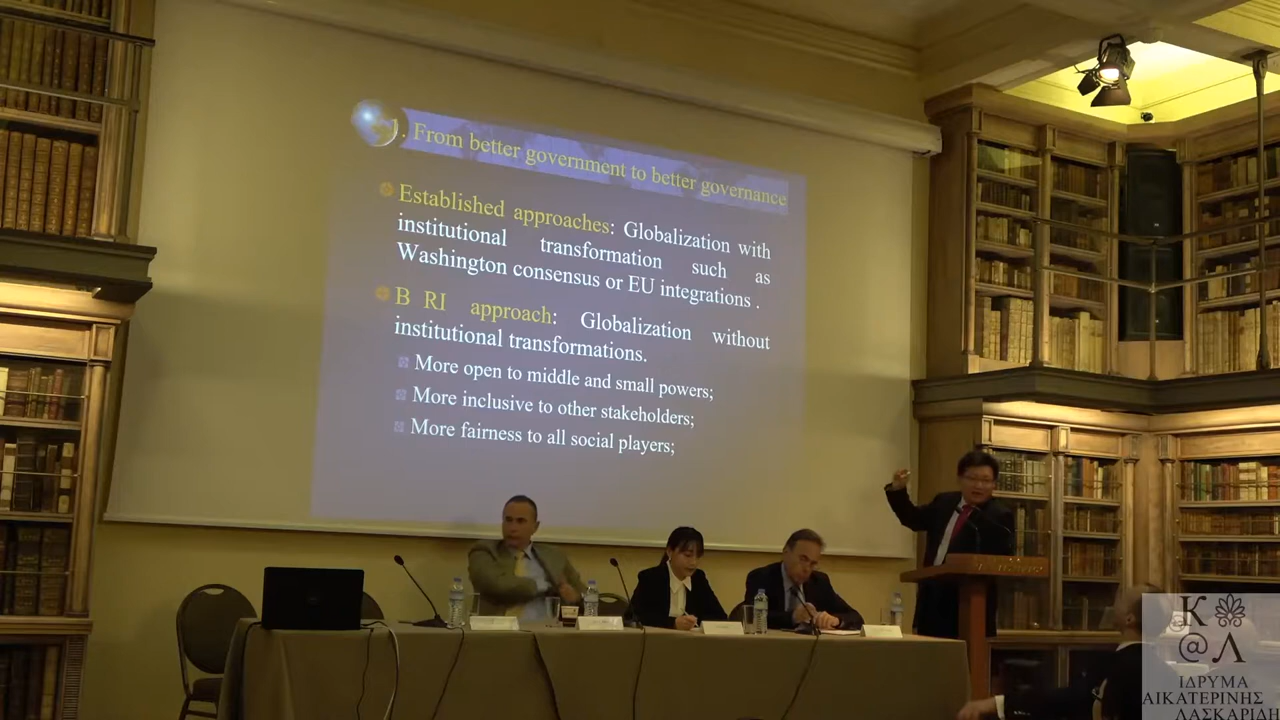 1. From better government to better governance
Established approaches: Globalization with
institutional transformation such as
Washington consensus or EU integrations .
B RI approach: Globalization without
institutional transformations.
More open to middle and small powers;
More inclusive to other stakeholders;
More fairness to all social players;
Κ
@ Λ
ΙΔΡΥΜΑ
ΑΙΚΑΤΕΡΙΝΗΣ
ΛΑΣΚΑΡΙΔΗ